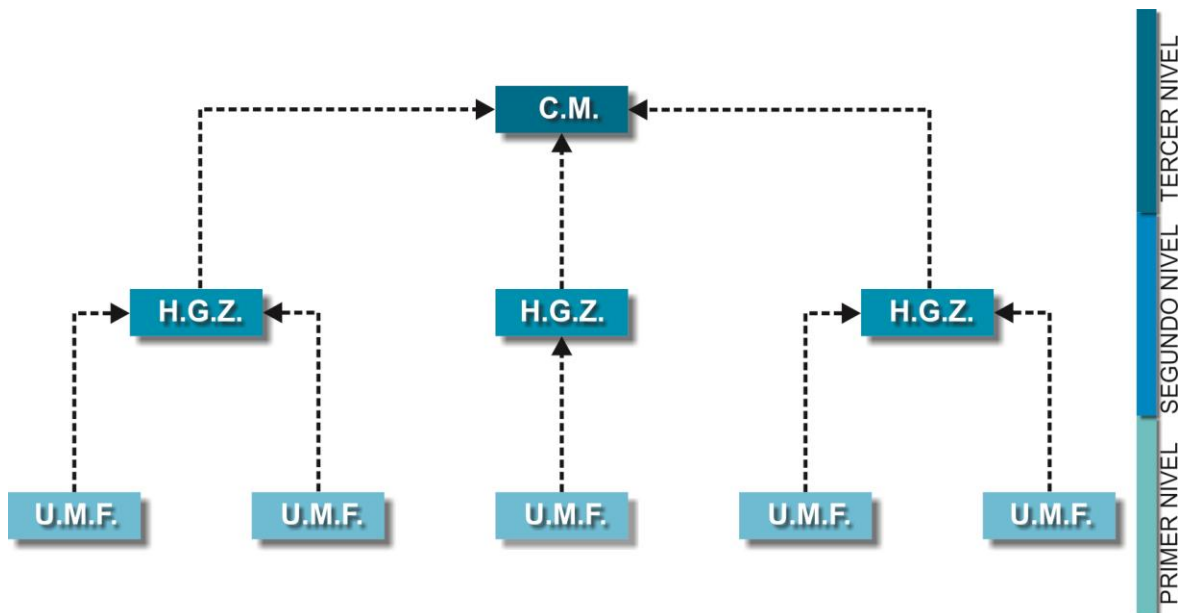 C.M.
H.G.Z.
H.G.Z.
H.G.Z.
U.M.F.
U.M.F.
U.M.F.
U.M.F.
U.M.F.
TERCER NIVEL
SEGUNDO NIVEL
PRIMER NIVEL